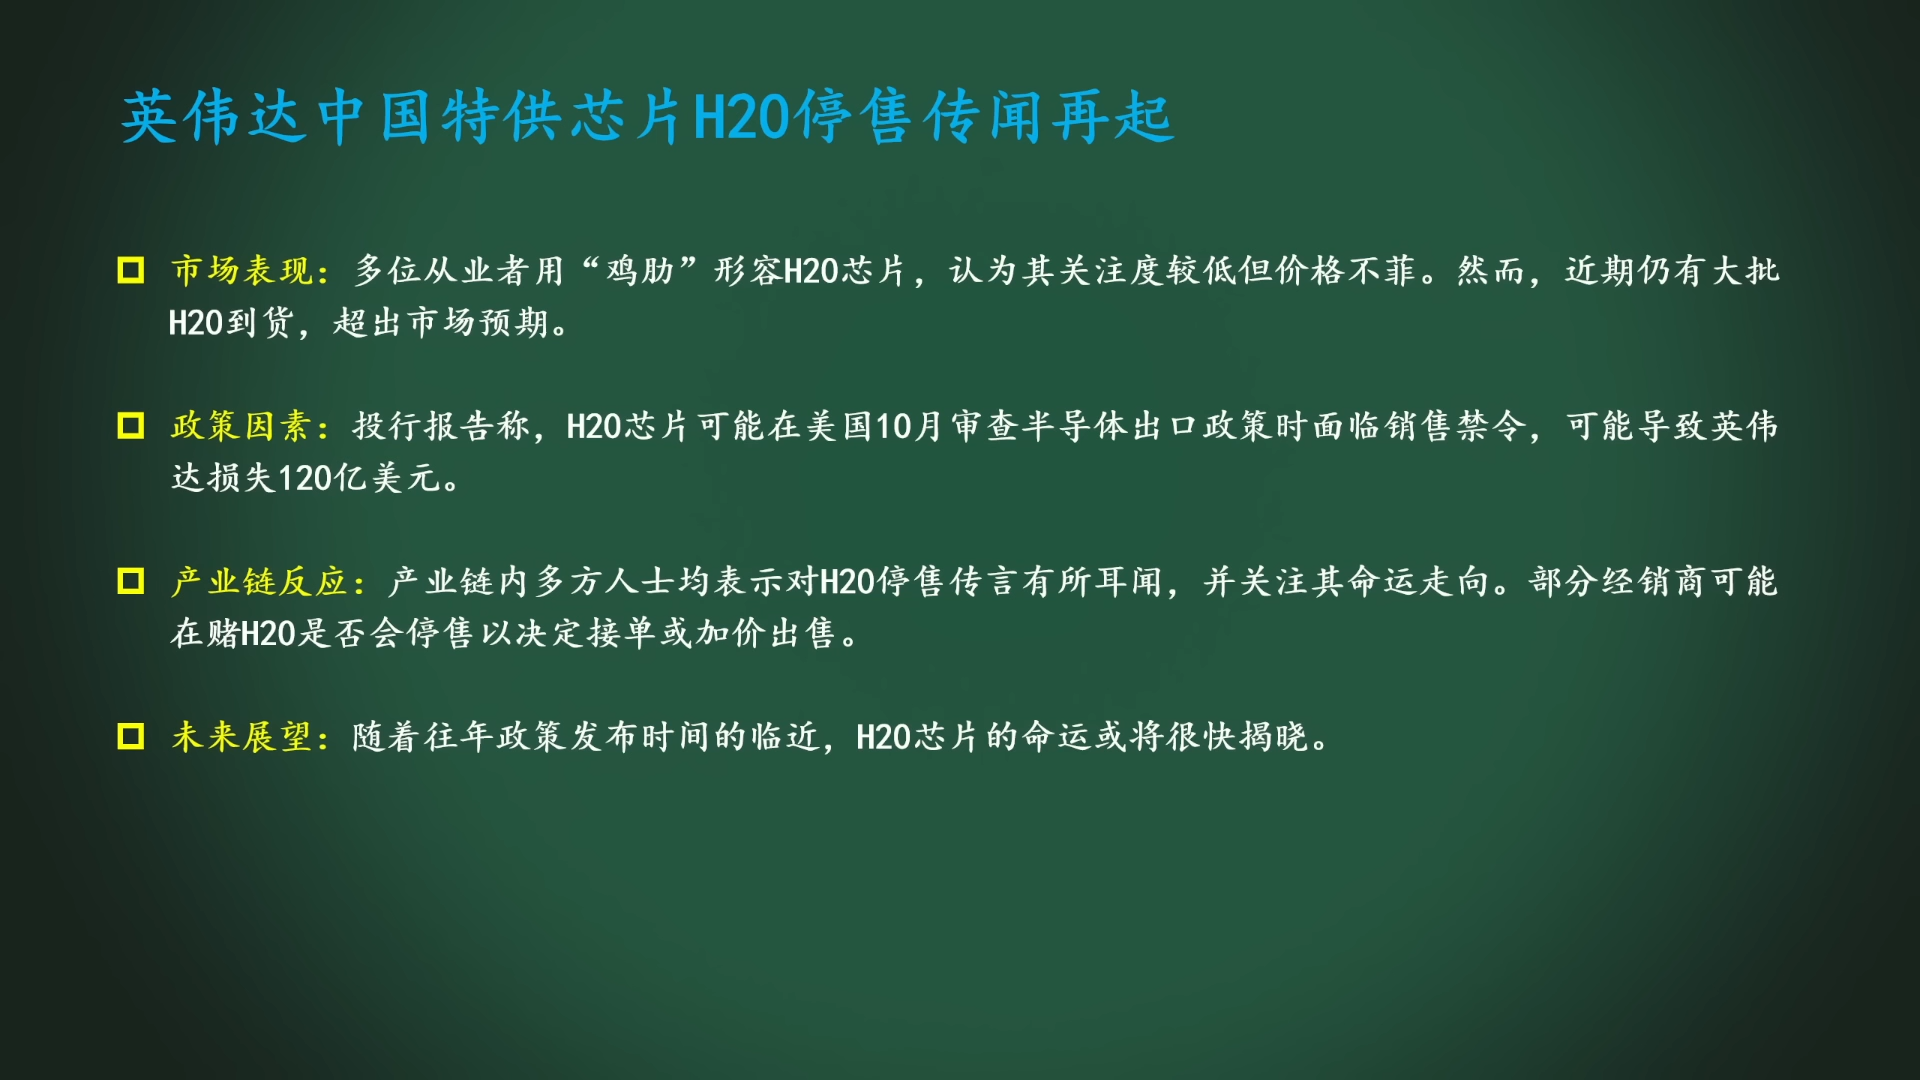 英伟达中国特供芯片H20停售传闻再起
市场表现：多位从业者用“鸡肋”形容H20芯片，认为其关注度较低但价格不菲。然而，近期仍有大批
H20到货，超出市场预期。
政策因素：投行报告称，H20芯片可能在美国10月审查半导体出口政策时面临销售禁令，可能导致英伟
达损失120亿美元。
产业链反应：产业链内多方人士均表示对H20停售传言有所耳闻，并关注其命运走向。部分经销商可能
在赌H20是否会停售以决定接单或加价出售。
未来展望：随着往年政策发布时间的临近，H20芯片的命运或将很快揭晓。